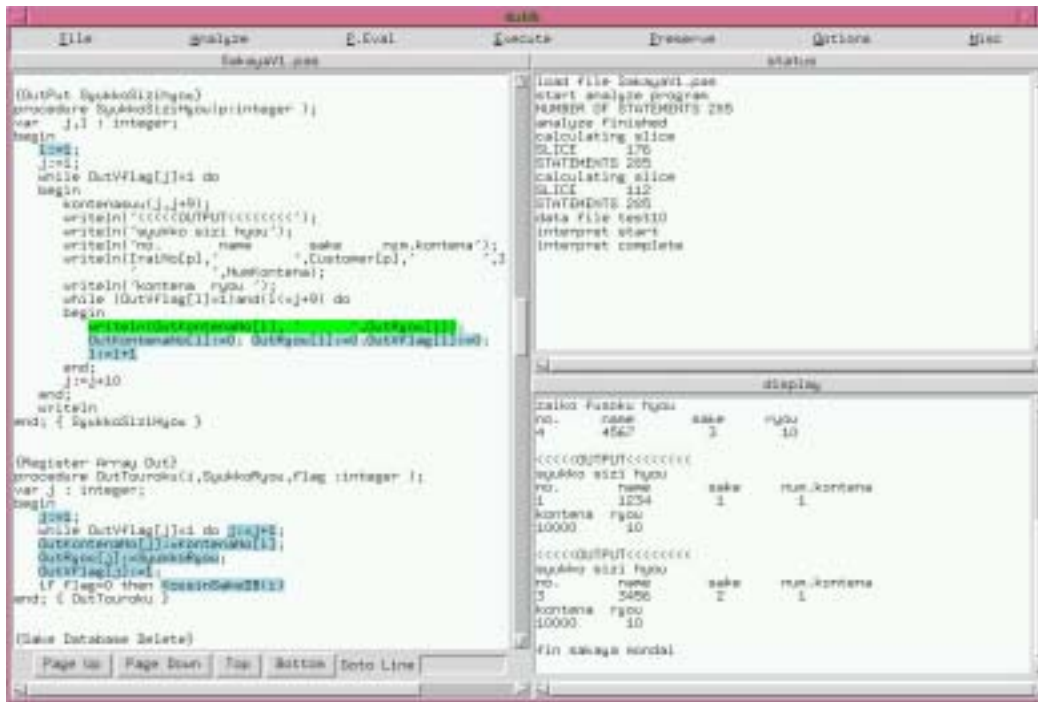 File Analyze P.Eval Execute Preserve Options Misc
SakayaV1.pas
{OutPut SyukkoSiziHyou}
procedure SyukkoSiziHyou(p:integer );
var j,i : integer;
begin
i:=1;
j:=1;
while OutVflag[j]=1 do
begin
kontenasuu(j,j+9);
writeln('<<<<<OUTPUT<<<<<<<<');
writeln('syukko sizi hyou');
writeln('no. name sake num.kontena');
writeln(IraiNo[p],' ',Customer[p],'
' ',NumKontena);
writeln('kontena ryou ');
while (OutVflag[i]=1)and(i<=j+9) do
begin
writeln(OutKontenaNo[i], ' ',OutRyou[i]);
OutKontenaNo[i]:=0; OutRyou[i]:=0;OutVflag[i]:=0;
i:=i+1
end;
j:=j+10
end;
writeln
end; { SyukkoSiziHyou }
{Register Array Out}
procedure OutTouroku(i,SyukkoRyou,flag :integer );
var j : integer;
begin
j:=1;
while OutVflag[j]=1 do j:=j+1;
OutKontenaNo[j]:=KontenaNo[i];
OutRyou[j]:=SyukkoRyou;
OutVflag[j]:=1;
if flag=0 then
end; { OutTouroku }
{Sake Database Delete}
Page Up Page Down Top Bottom Goto Line
status
load file SakayaV1.pas
start analyze program
NUMBER OF STATEMENTS 285
analyze finished
calculating slice
SLICE 176
STATEMENTS 285
calculating slice
SLICE 112
STATEMENTS 285
data file test10
interpret start
interpret complete
display
zaiko fusoku hyou
no. name sake ryou
4 4567 3 10
<<<<<OUTPUT<<<<<<<<
syukko sizi hyou
no. name sake num.kontena
1 1234 1 1
kontena ryou
10000 10
<<<<<OUTPUT<<<<<<<<
syukko sizi hyou
no. name sake num.kontena
3 3456 2 1
kontena ryou
10000 10
fin sakaya mondai